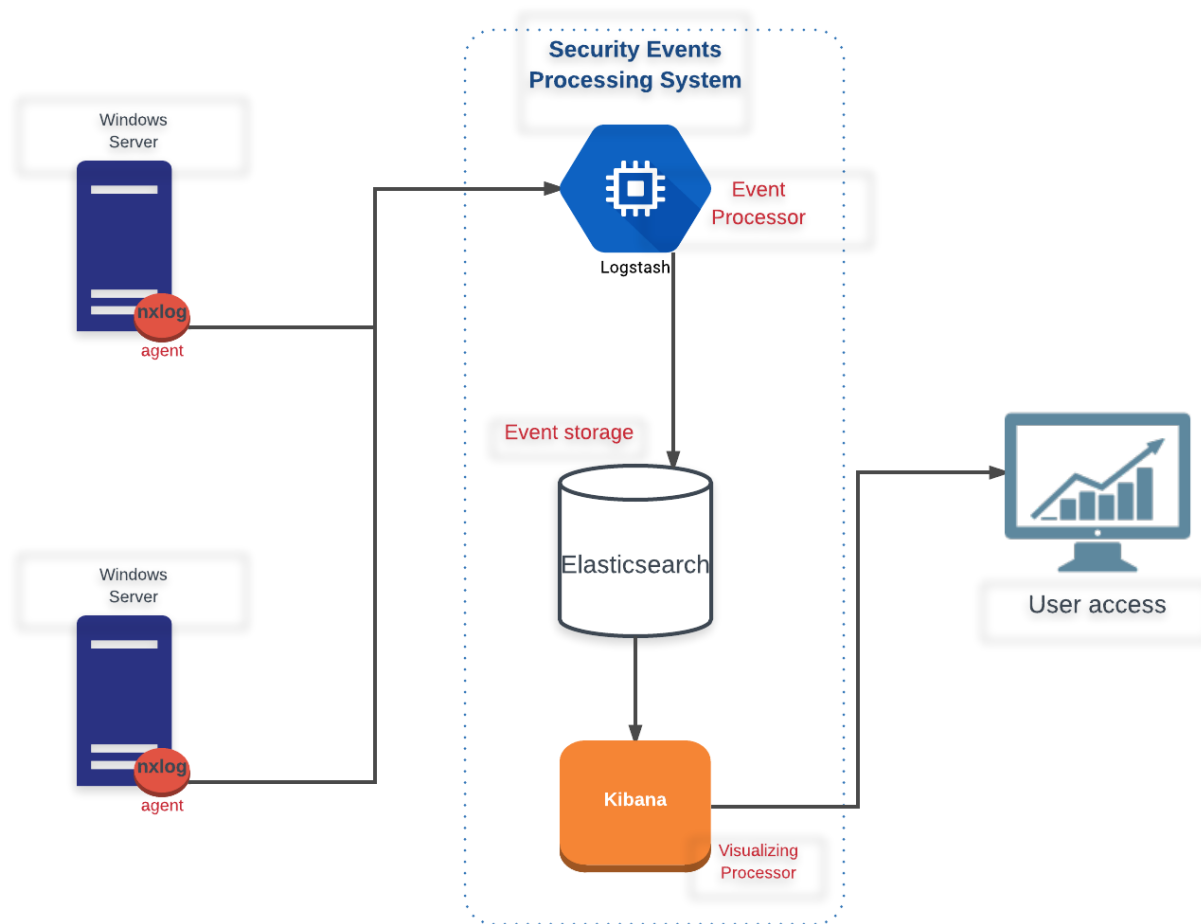 Security Events
Processing System
Windows
Server
nxlog
agent
Event
Processor
Logstash
Event storage
Elasticsearch
User access
Windows
Server
nxlog
agent
Kibana
Visualizing
Processor